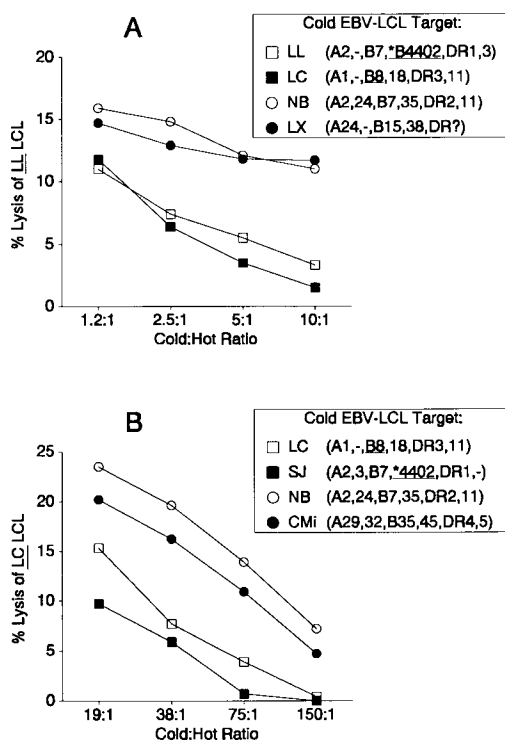 A
Cold EBV-LCL Target:
LL (A2,-,B7,*B4402,DR1,3)
LC (A1,-,B8,18,DR3,11)
NB (A2,24,B7,35,DR2,11)
LX (A24,-,B15,38,DR?)
% Lysis of LL LCL
20
15
10
5
0
1.2:1 2.5:1 5:1 10:1
Cold:Hot Ratio
B
Cold EBV-LCL Target:
LC (A1,-,B8,18,DR3,11)
SJ (A2,3,B7,*4402,DR1,-)
NB (A2,24,B7,35,DR2,11)
CMi (A29,32,B35,45,DR4,5)
% Lysis of LC LCL
25
20
15
10
5
0
19:1 38:1 75:1 150:1
Cold:Hot Ratio